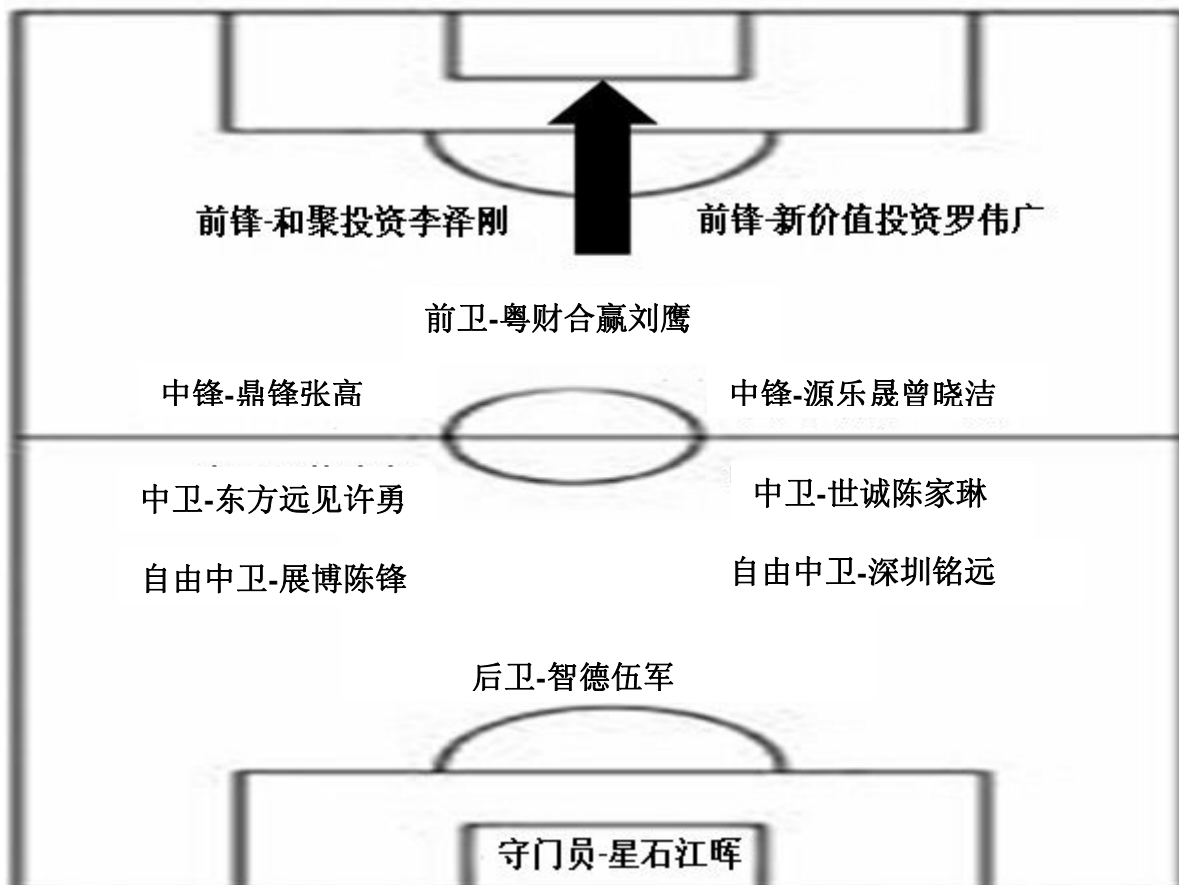 前锋-和聚投资李泽刚
前锋-新价值投资罗伟广
前卫-粤财合赢刘鹰
中锋-鼎锋张高
中锋-源乐晟曾晓洁
中卫-东方远见许勇
中卫-世诚陈家琳
自由中卫-展博陈锋
自由中卫-深圳铭远
后卫-智德伍军
守门员-星石江晖